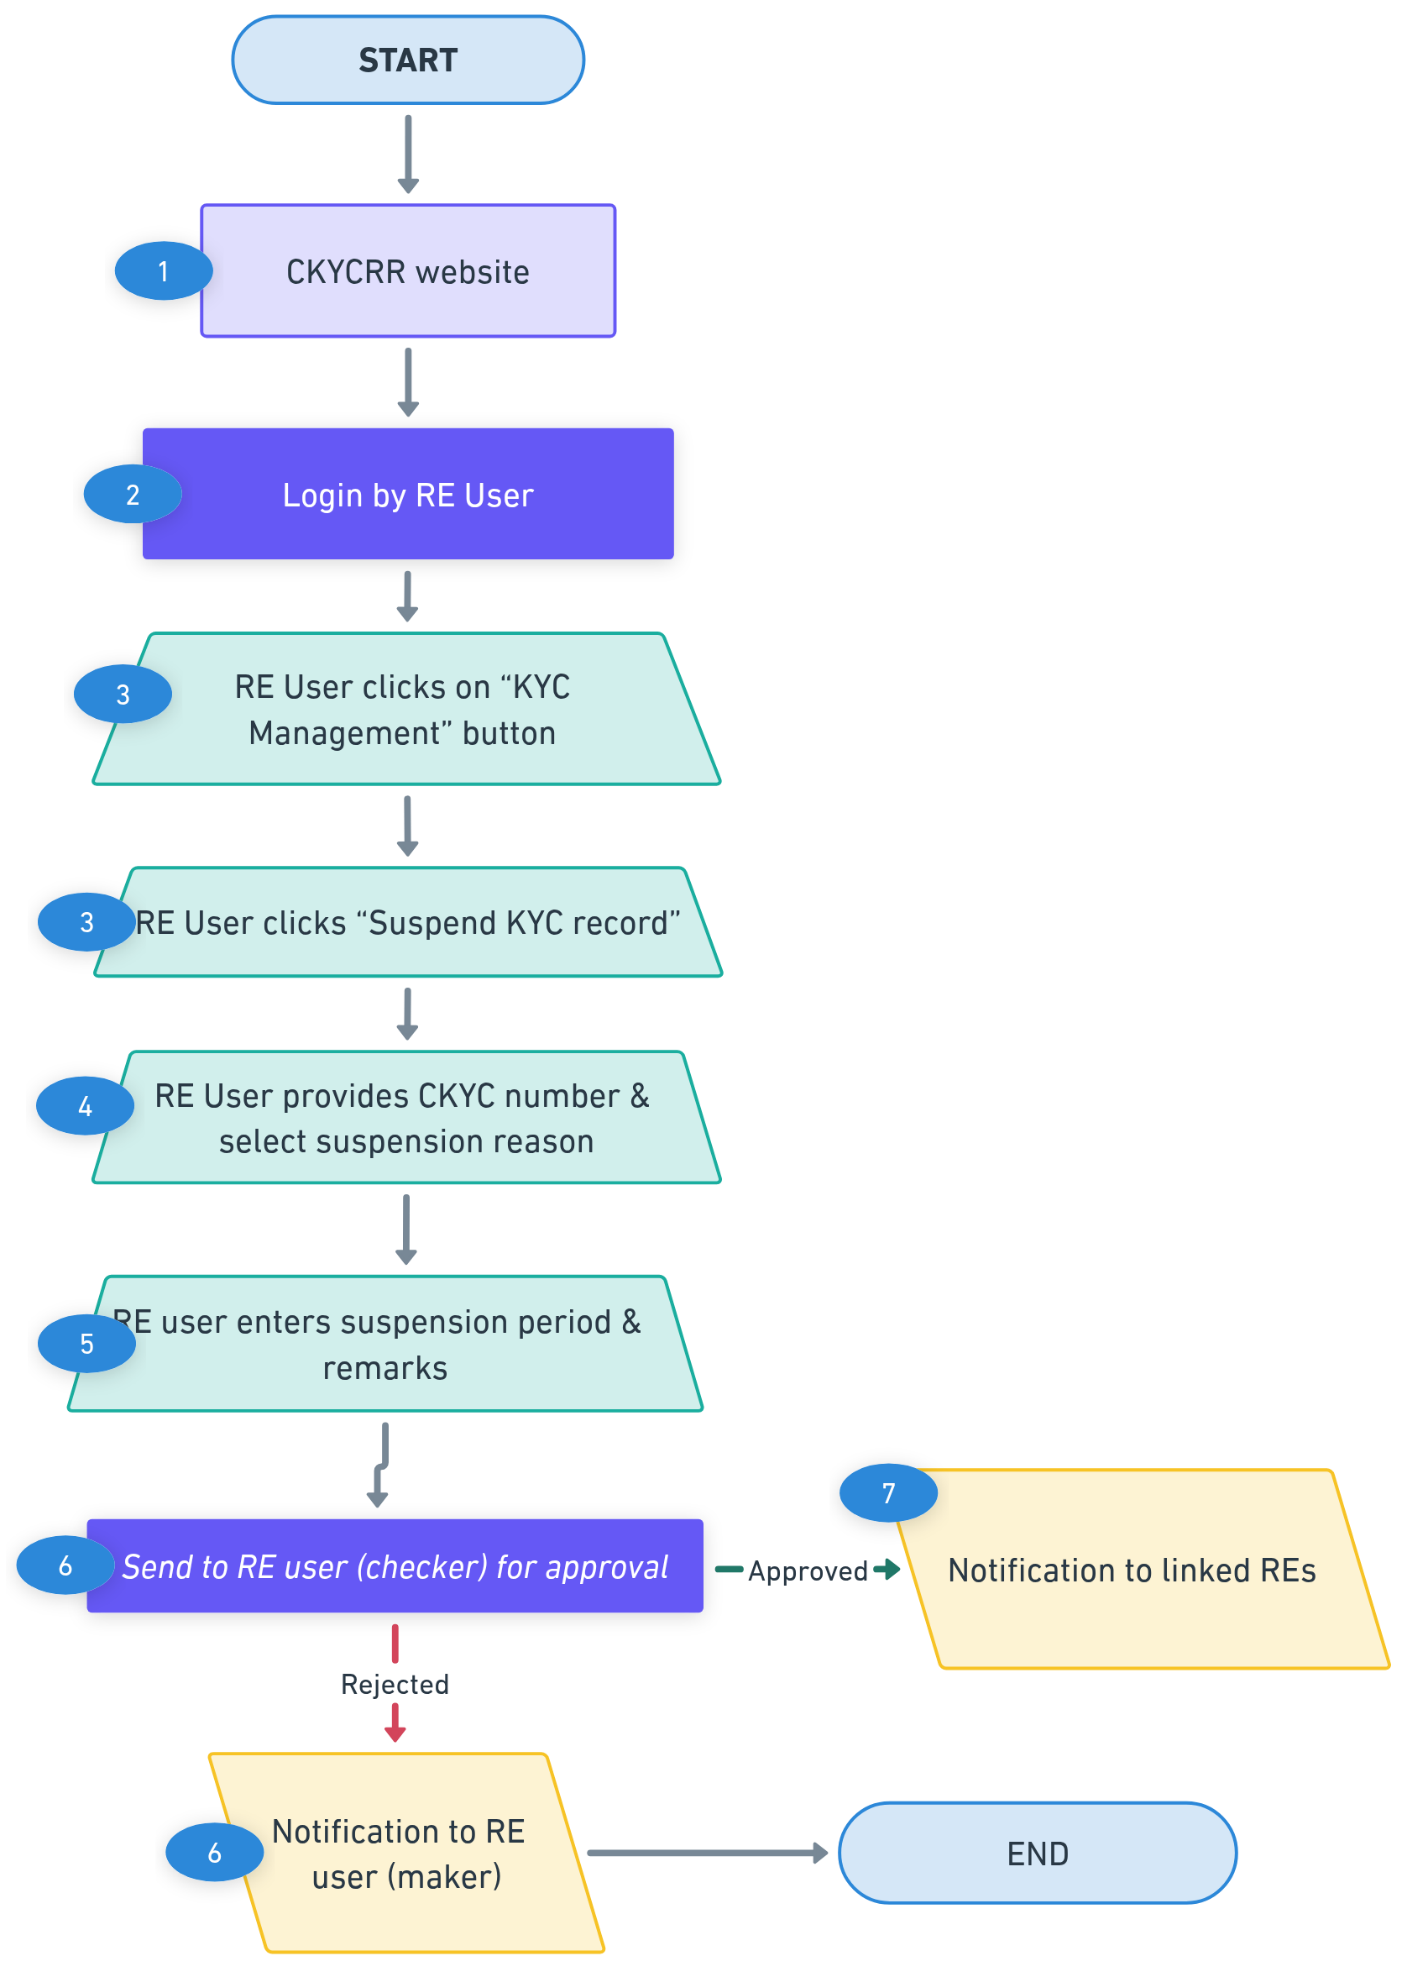 START
1
CKYCRR website
2
Login by RE User
3
RE User clicks on “KYC
Management” button
3
RE User clicks “Suspend KYC record”
4
RE User provides CKYC number &
select suspension reason
5
RE user enters suspension period &
remarks
6
Send to RE user (checker) for approval
Approved
7
Notification to linked REs
Rejected
6
Notification to RE
user (maker)
END